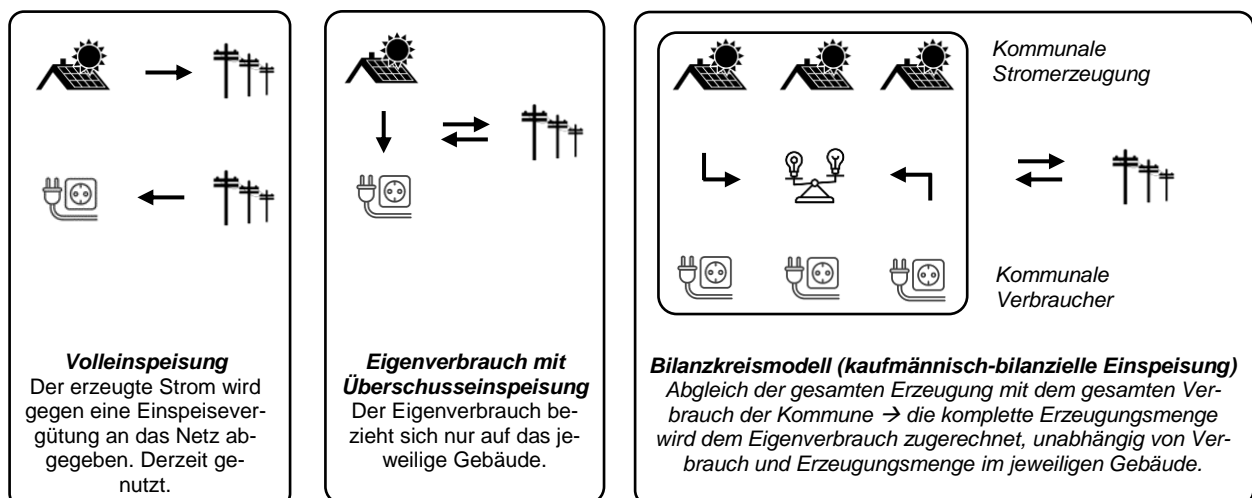 Volleinspeisung
Der erzeugte Strom wird
gegen eine Einspeisever-
gütung an das Netz ab-
gegeben. Derzeit ge-
nutzt.
Eigenverbrauch mit
Überschusseinspeisung
Der Eigenverbrauch be-
zieht sich nur auf das je-
weilige Gebäude.
Kommunale
Stromerzeugung
Kommunale
Verbraucher
Bilanzkreismodell (kaufmännisch-bilanzielle Einspeisung)
Abgleich der gesamten Erzeugung mit dem gesamten Ver-
brauch der Kommune → die komplette Erzeugungsmenge
wird dem Eigenverbrauch zugerechnet, unabhängig von Ver-
brauch und Erzeugungsmenge im jeweiligen Gebäude.